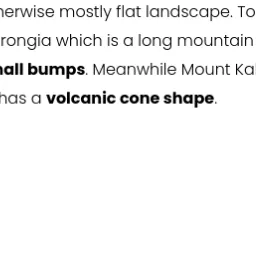 herwise mostly flat landscape. To
rongia which is a long mountain
nall bumps. Meanwhile Mount Ka
has a volcanic cone shape.